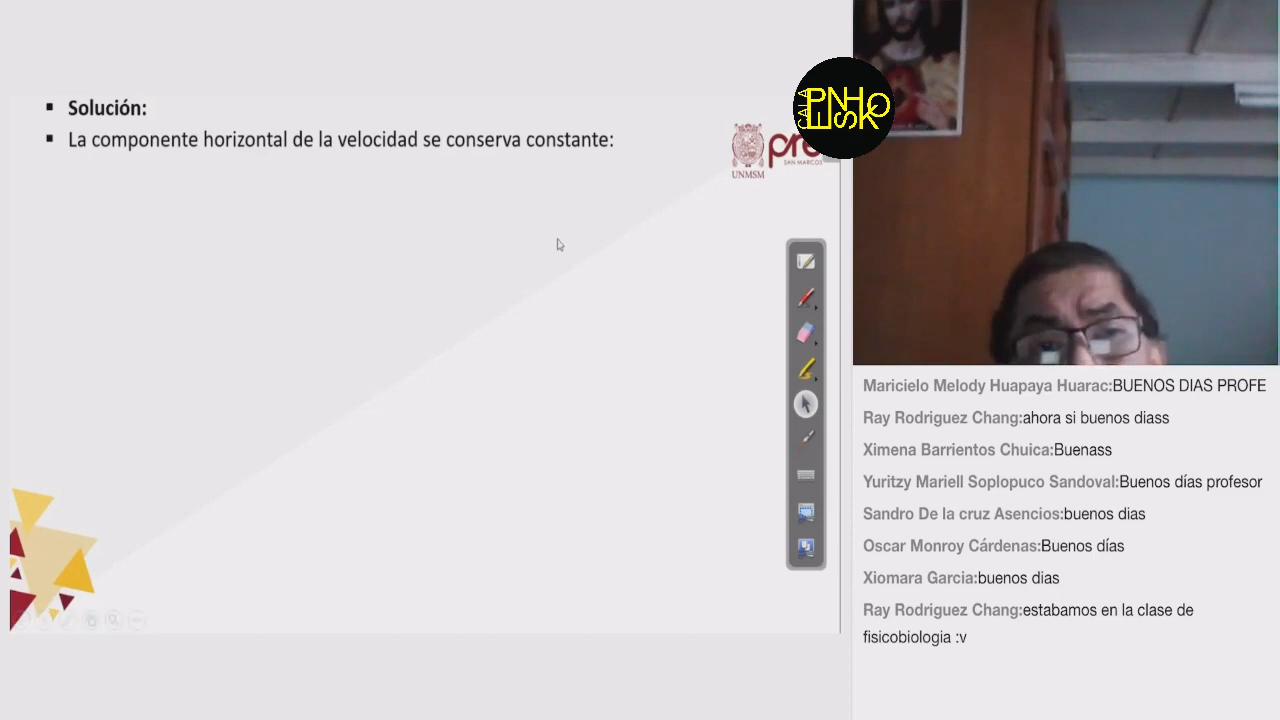 Solución:
La componente horizontal de la velocidad se conserva constante:
UNMSM
pre
SAN MARCOS
Maricielo Melody Huapaya Huarac:BUENOS DIAS PROFE
Ray Rodriguez Chang:ahora si buenos diass
Ximena Barrientos Chuica:Buenass
Yuritzy Mariell Soplopuco Sandoval:Buenos días profesor
Sandro De la cruz Asencios:buenos dias
Oscar Monroy Cárdenas:Buenos días
Xiomara Garcia:buenos dias
Ray Rodriguez Chang:estabamos en la clase de
fisicobiologia :v